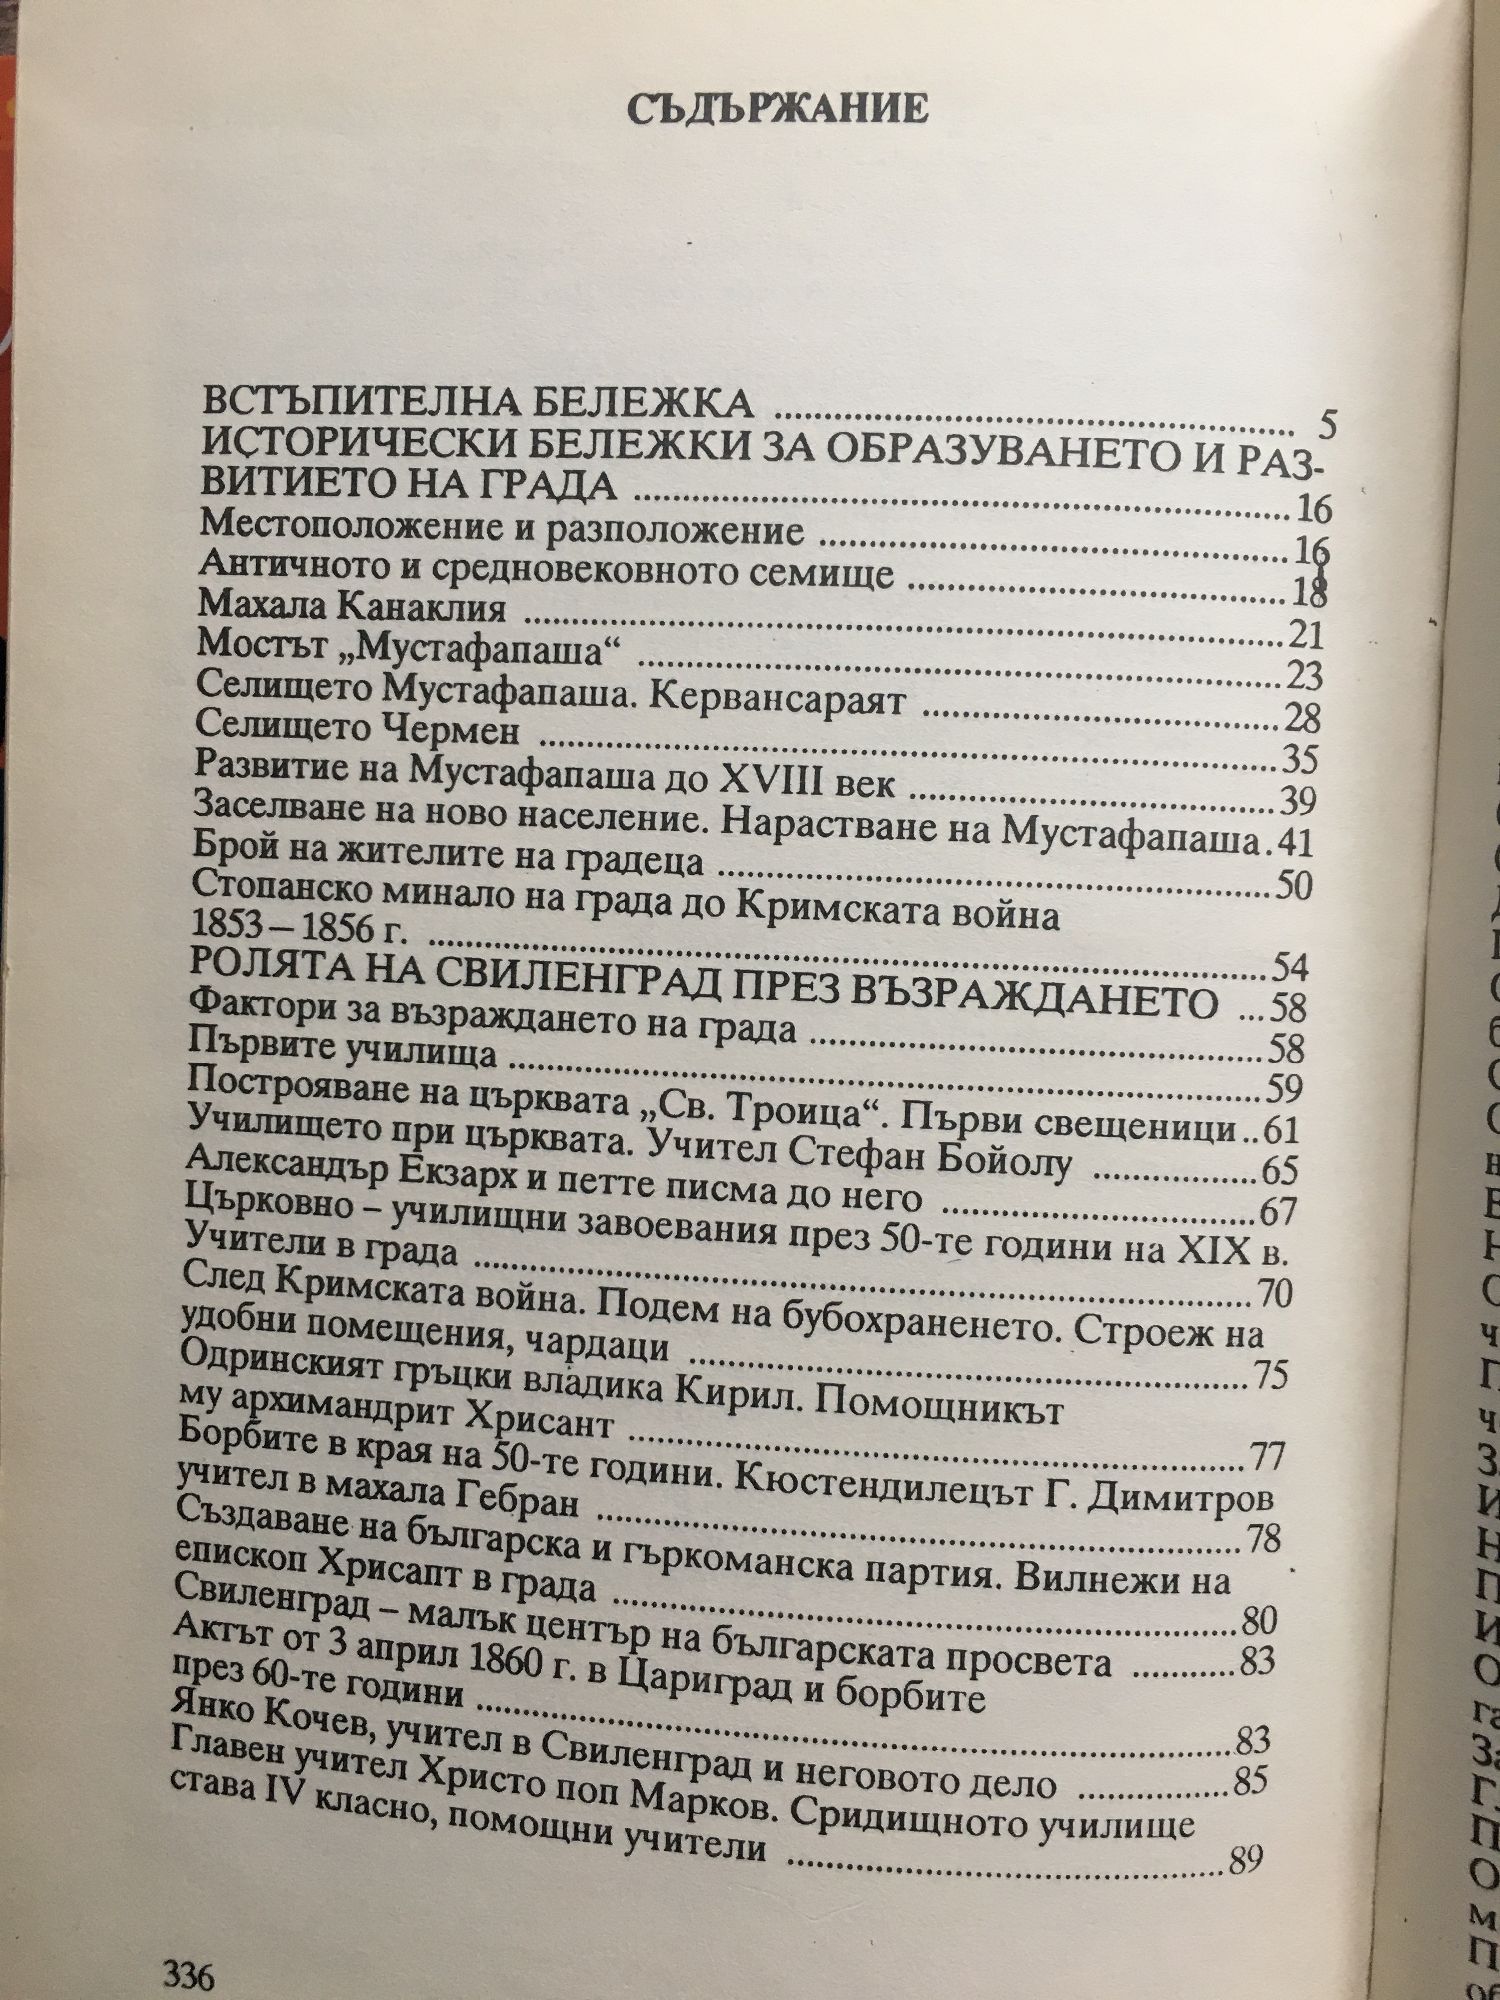 СЪДЪРЖАНИЕ
ВСТЪПИТЕЛНА БЕЛЕЖКА ........ 5
ИСТОРИЧЕСКИ БЕЛЕЖКИ ЗА ОБРАЗУВАНЕТО И РАЗ-
ВИТИЕТО НА ГРАДА ........ 16
Местоположение и разположение ........ 16
Античното и средновековното семище ........ 18
Махала Канаклия ........ 21
Мостът „Мустафапаша“ ........ 23
Селището Мустафапаша. Кервансараят ........ 28
Селището Чермен ........ 35
Развитие на Мустафапаша до XVIII век ........ 39
Заселване на ново население. Нарастване на Мустафапаша. 41
Брой на жителите на градеца ........ 50
Стопанско минало на града до Кримската война
1853 – 1856 г. ........ 54
РОЛЯТА НА СВИЛЕНГРАД ПРЕЗ ВЪЗРАЖДАНЕТО ... 58
Фактори за възраждането на града ........ 58
Първите училища ........ 59
Построяване на църквата „Св. Троица“. Първи свещеници.. 61
Училището при църквата. Учител Стефан Бойолу ........ 65
Александър Екзарх и петте писма до него ........ 67
Църковно – училищни завоевания през 50-те години на XIX в.
Учители в града ........ 70
След Кримската война. Подем на бубохраненето. Строеж на
удобни помещения, чардаци ........ 75
Одринският гръцки владика Кирил. Помощникът
му архимандрит Хрисант ........ 77
Борбите в края на 50-те години. Кюстендилецът Г. Димитров
учител в махала Гебран ........ 78
Създаване на българска и гъркоманска партия. Вилнежи на
епископ Хрисапт в града ........ 80
Свиленград – малък център на българската просвета ........ 83
Актът от 3 април 1860 г. в Цариград и борбите
през 60-те години ........ 83
Янко Кочев, учител в Свиленград и неговото дело ........ 85
Главен учител Христо поп Марков. Сридищното училище
става IV класно, помощни учители ........ 89
336